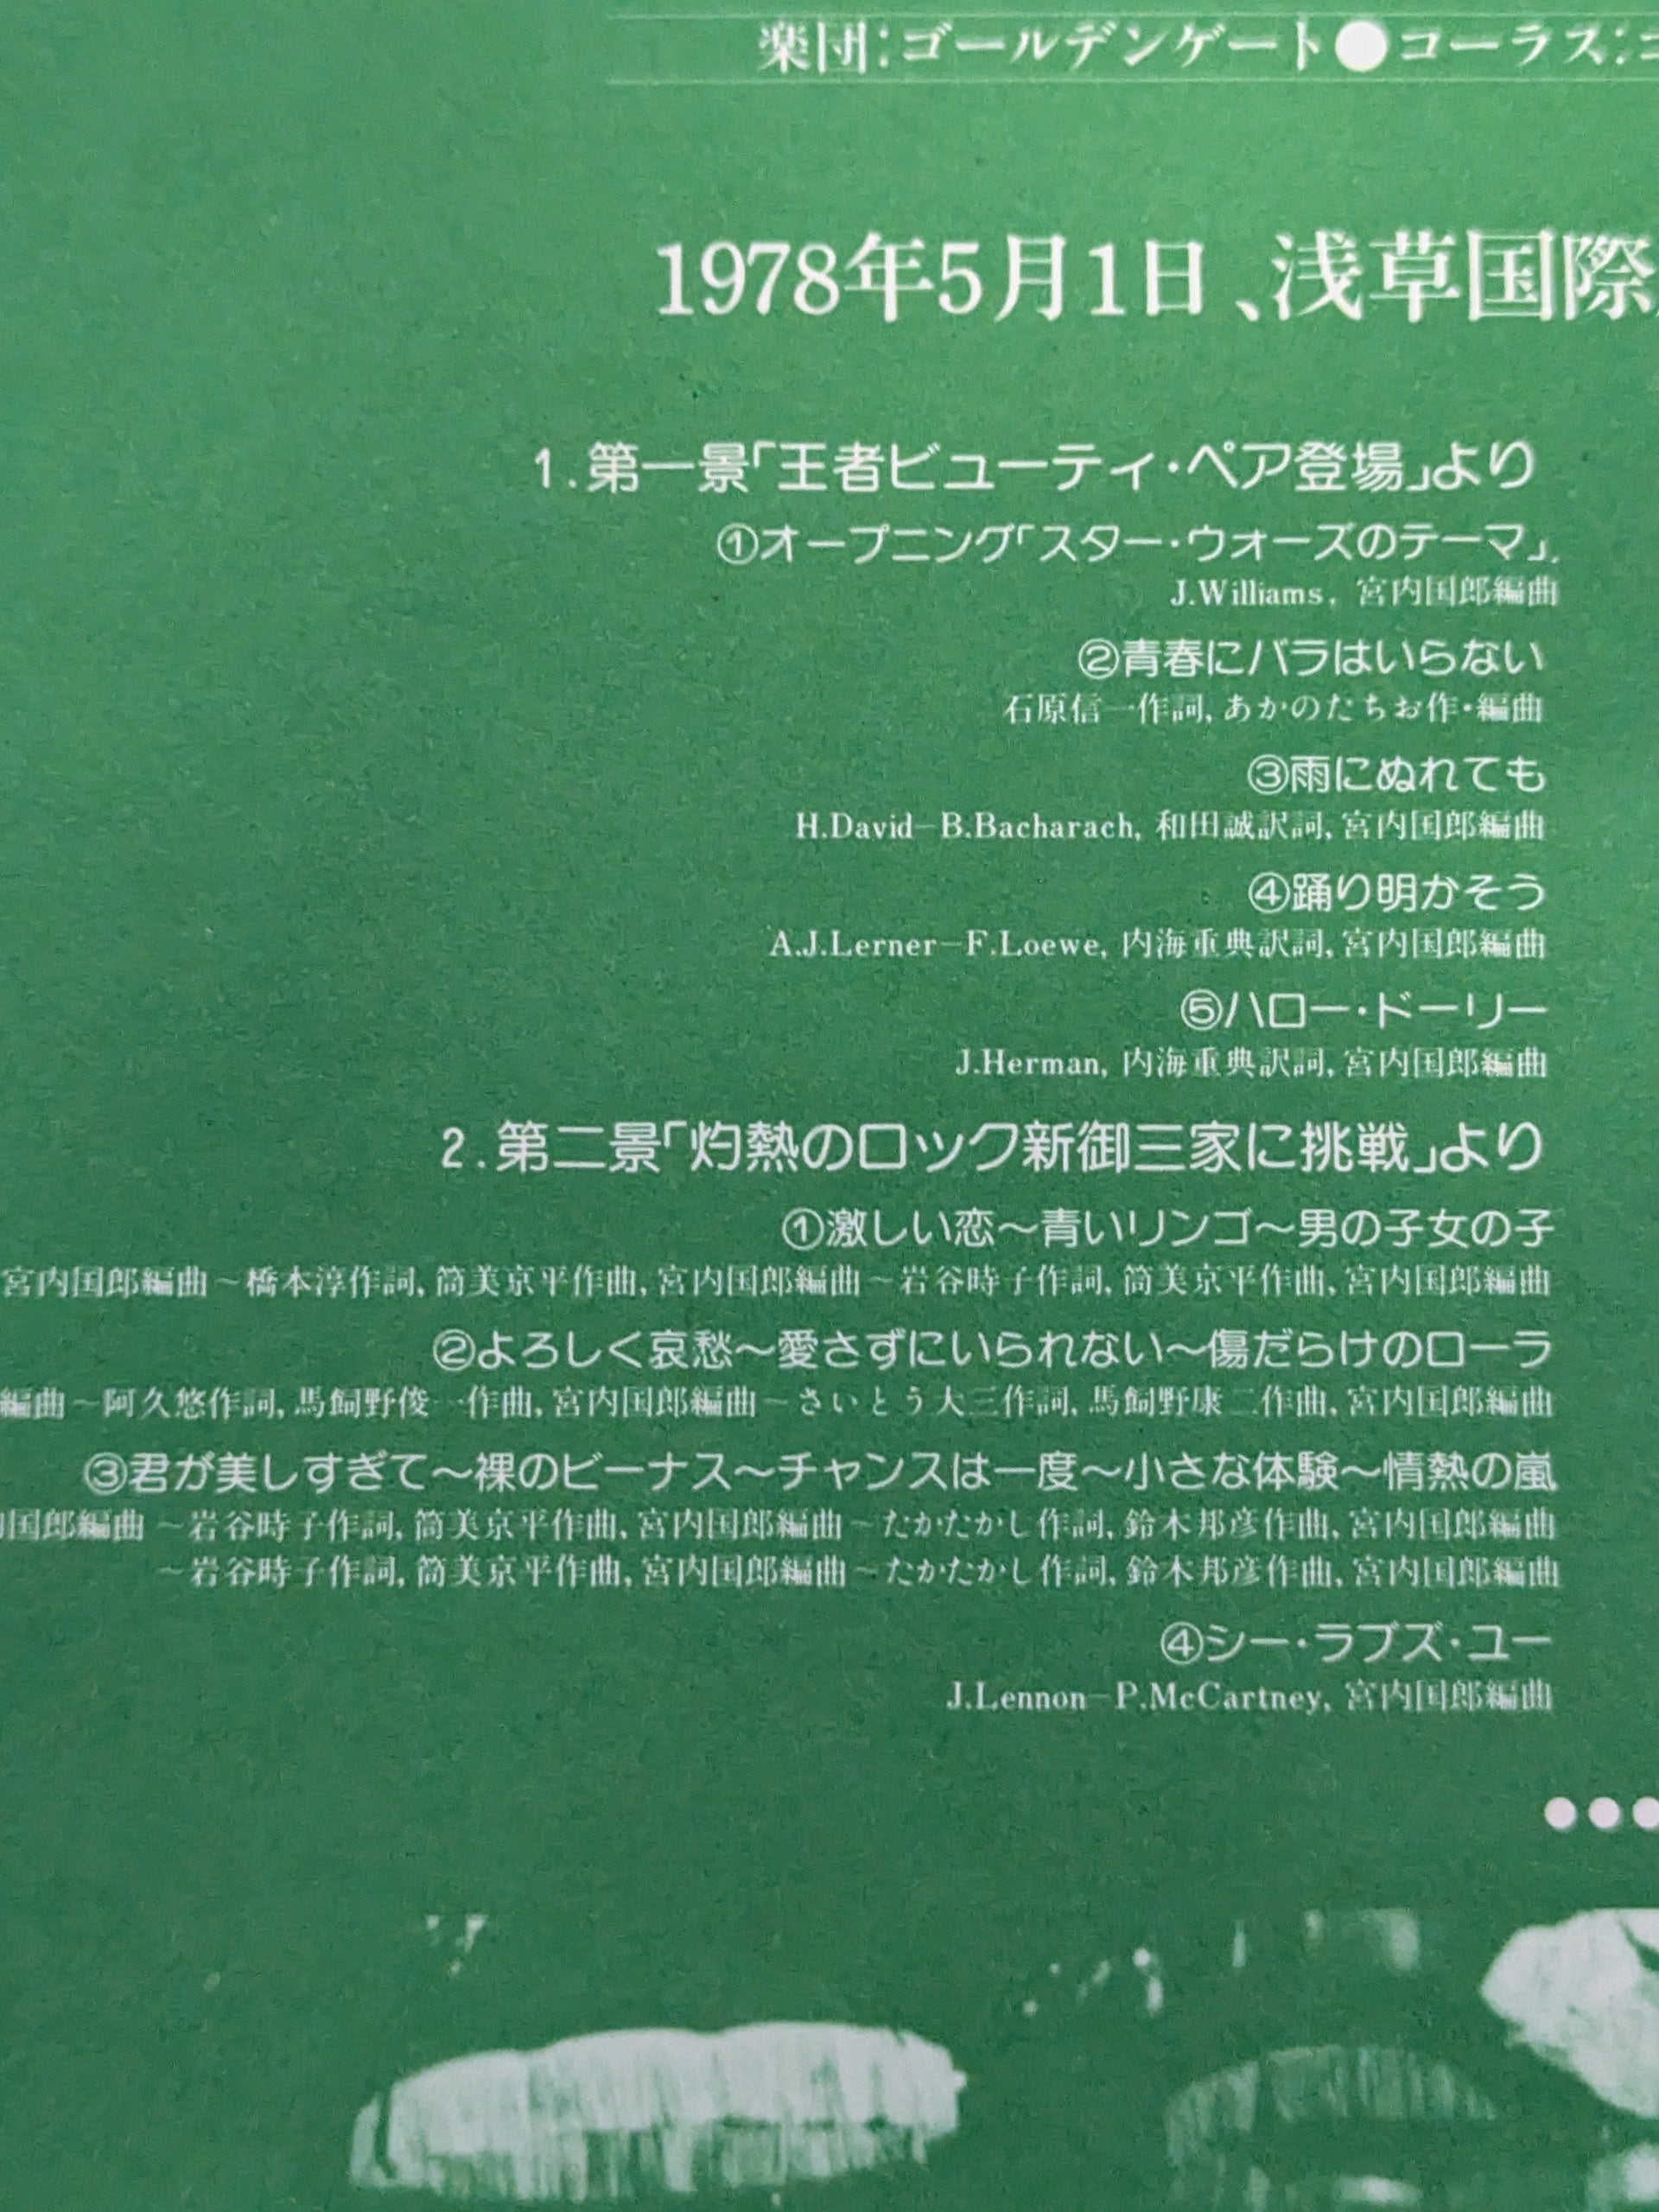 楽団:ゴールデンゲート●コーラス:
1978年5月1日、浅草国際
1.第一景「王者ビューティ・ペア登場」より
①オープニング「スター・ウォーズのテーマ」
J.Williams, 宮内国郎編曲
②青春にバラはいらない
石原信一作詞, あかのたちお作・編曲
③雨にぬれても
H.David－B.Bacharach, 和田誠訳詞, 宮内国郎編曲
④踊り明かそう
A.J.Lerner－F.Loewe, 内海重典訳詞, 宮内国郎編曲
⑤ハロー・ドーリー
J.Herman, 内海重典訳詞, 宮内国郎編曲
2.第二景「灼熱のロック新御三家に挑戦」より
①激しい恋～青いリンゴ～男の子女の子
宮内国郎編曲～橋本淳作詞, 筒美京平作曲, 宮内国郎編曲～岩谷時子作詞, 筒美京平作曲, 宮内国郎編曲
②よろしく哀愁～愛さずにいられない～傷だらけのローラ
編曲～阿久悠作詞, 馬飼野俊一作曲, 宮内国郎編曲～さいとう大三作詞, 馬飼野康二作曲, 宮内国郎編曲
③君が美しすぎて～裸のビーナス～チャンスは一度～小さな体験～情熱の嵐
国郎編曲～岩谷時子作詞, 筒美京平作曲, 宮内国郎編曲～たかたかし作詞, 鈴木邦彦作曲, 宮内国郎編曲
～岩谷時子作詞, 筒美京平作曲, 宮内国郎編曲～たかたかし作詞, 鈴木邦彦作曲, 宮内国郎編曲
④シー・ラブズ・ユー
J.Lennon－P.McCartney, 宮内国郎編曲
●●●